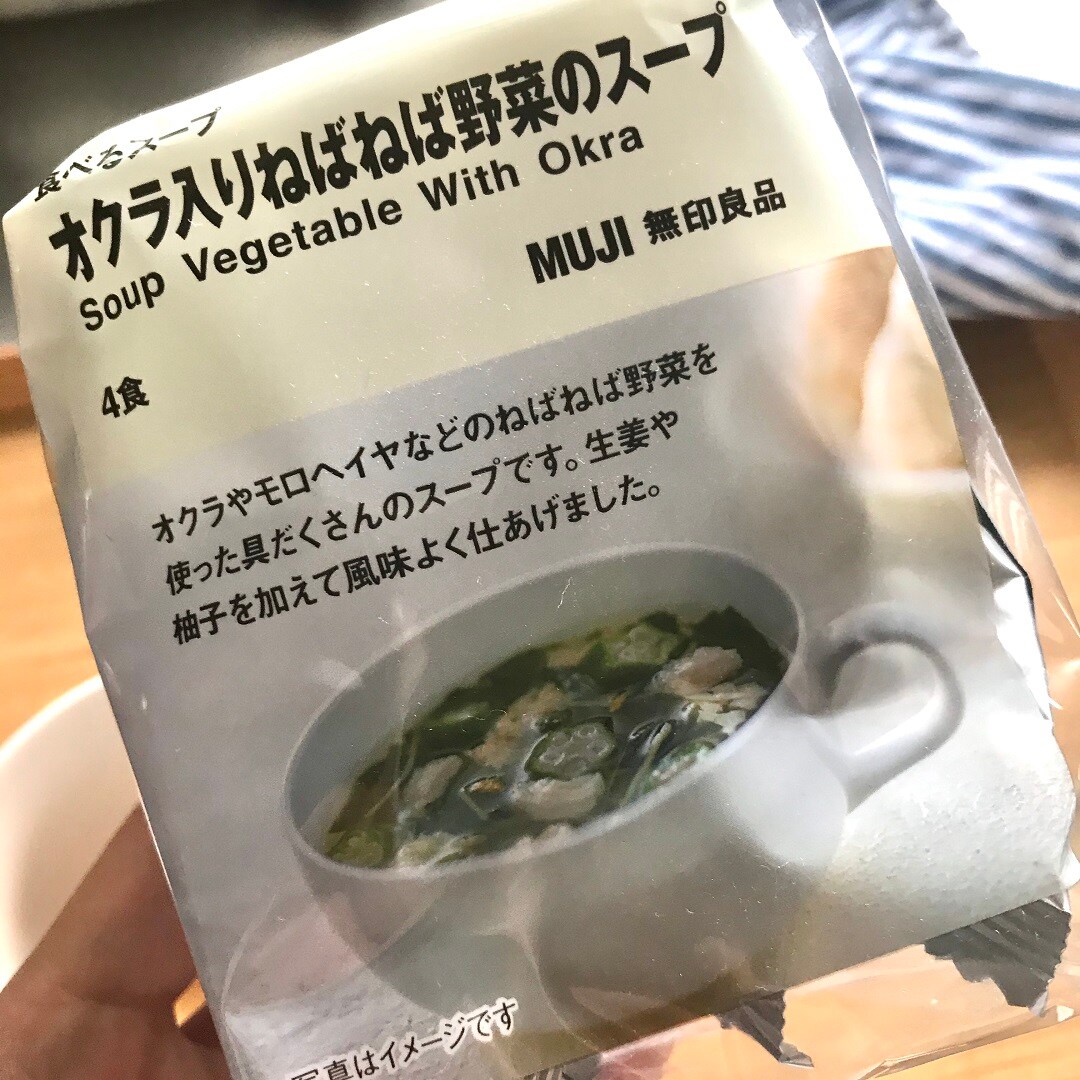 食べるスープ
オクラ入りねばねば野菜のスープ
Soup Vegetable With Okra
MUJI 無印良品
4食
オクラやモロヘイヤなどのねばねば野菜を
使った具だくさんのスープです。生姜や
柚子を加えて風味よく仕あげました。
写真はイメージです